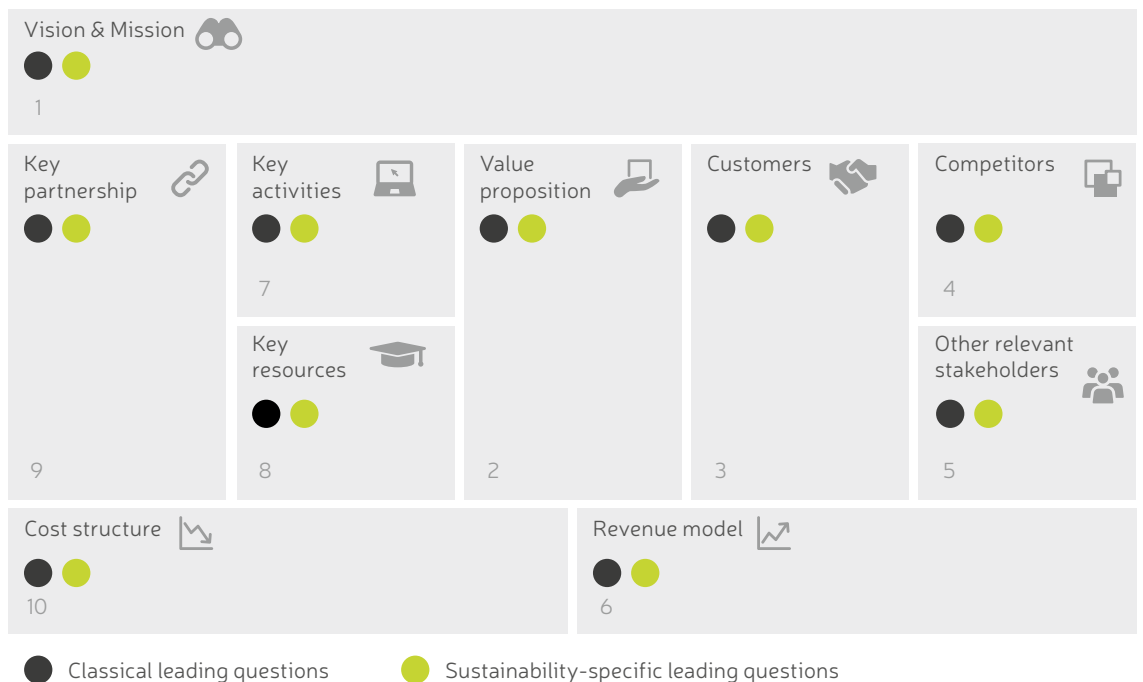 Vision & Mission
1
Key
partnership
9
Key
activities
7
Key
resources
8
Value
proposition
2
Customers
3
Competitors
4
Other relevant
stakeholders
5
Cost structure
10
Revenue model
6
Classical leading questions
Sustainability-specific leading questions